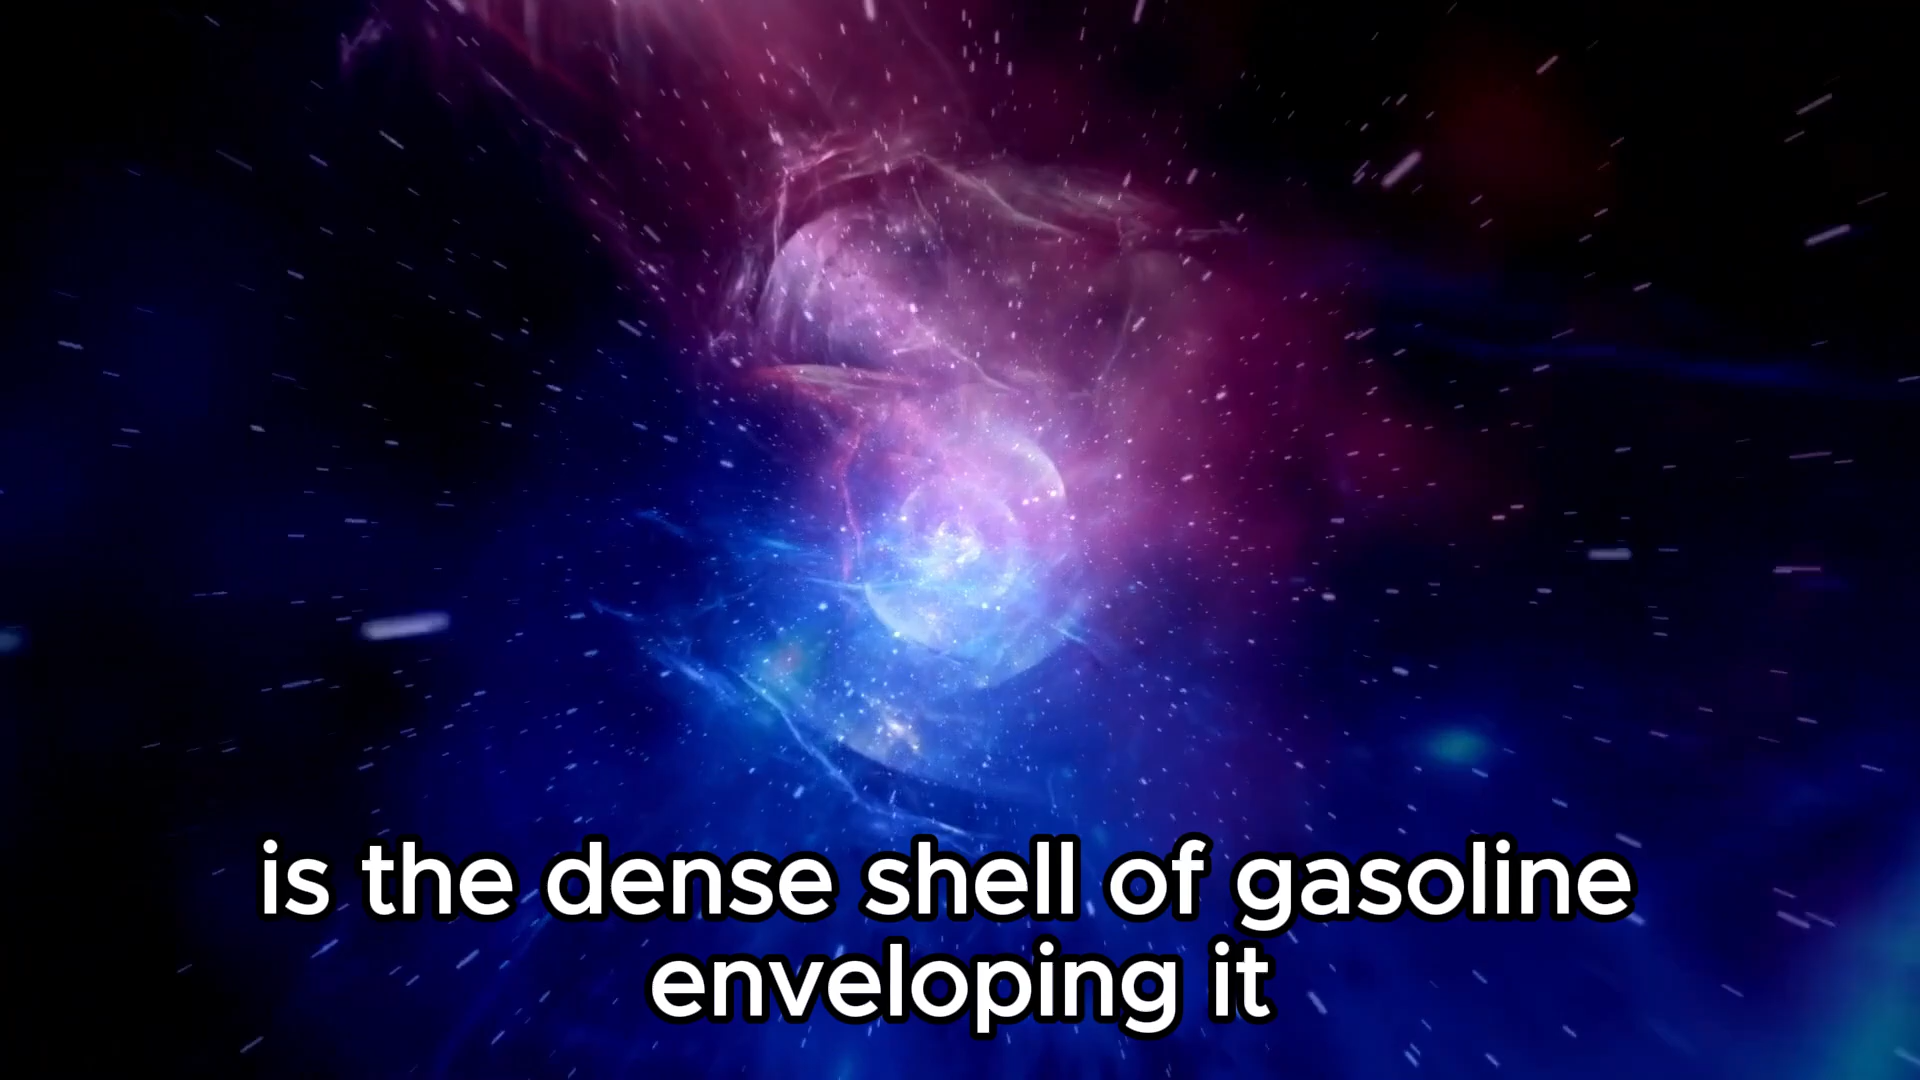 is the dense shell of gasoline
enveloping it